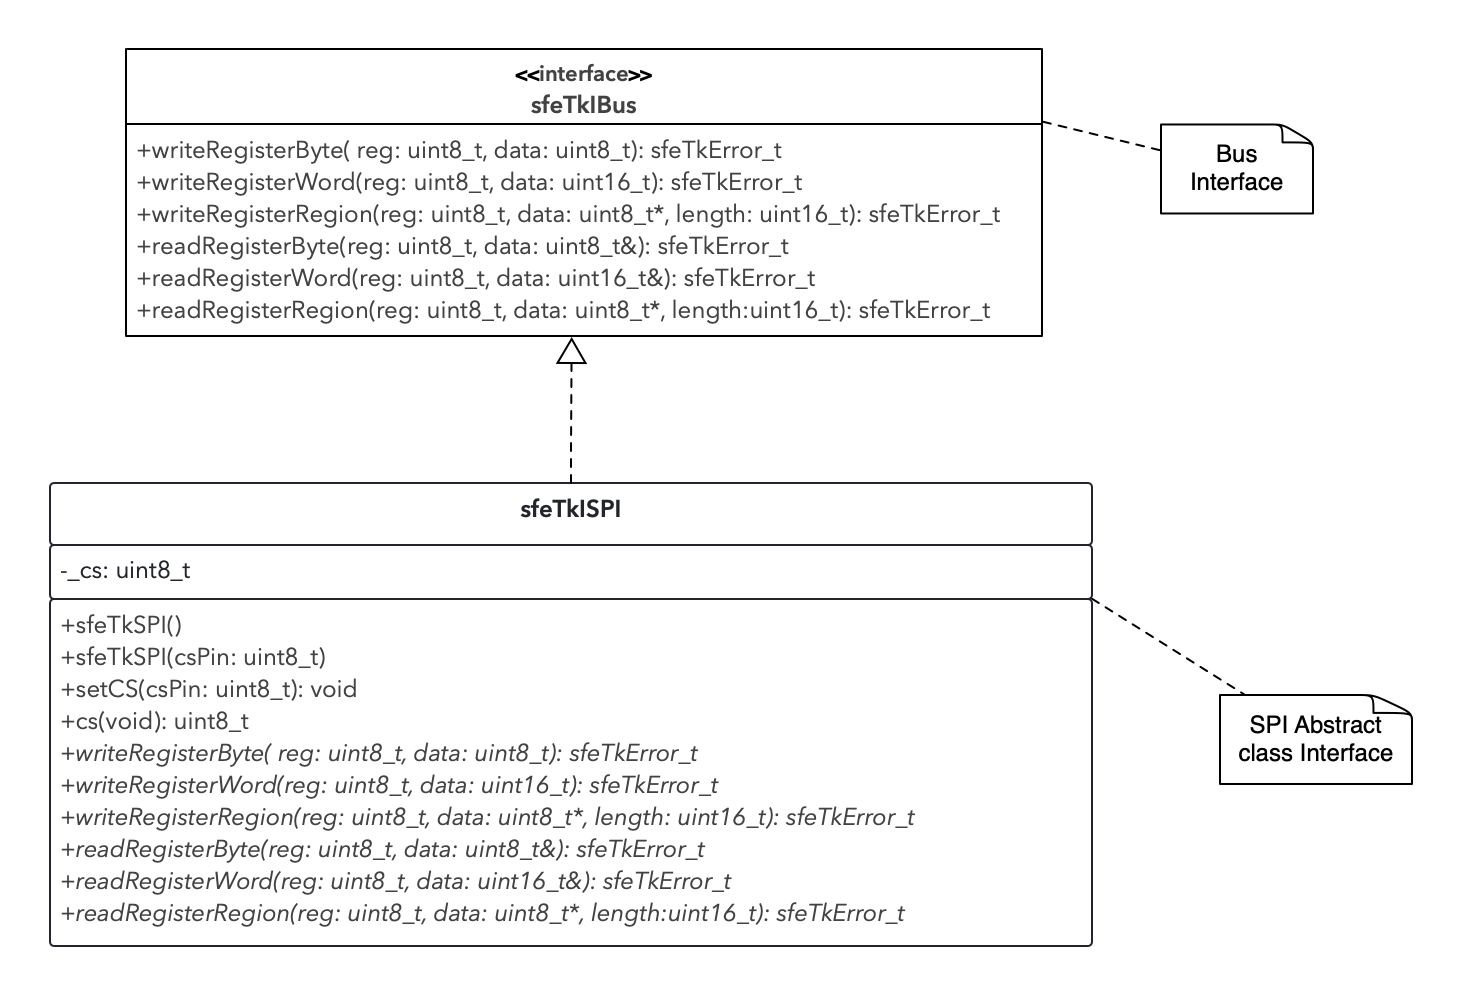 <<interface>>
sfeTkIBus
+writeRegisterByte( reg: uint8_t, data: uint8_t): sfeTkError_t
+writeRegisterWord(reg: uint8_t, data: uint16_t): sfeTkError_t
+writeRegisterRegion(reg: uint8_t, data: uint8_t*, length: uint16_t): sfeTkError_t
+readRegisterByte(reg: uint8_t, data: uint8_t&): sfeTkError_t
+readRegisterWord(reg: uint8_t, data: uint16_t&): sfeTkError_t
+readRegisterRegion(reg: uint8_t, data: uint8_t*, length:uint16_t): sfeTkError_t
Bus
Interface
sfeTkISPI
-_cs: uint8_t
+sfeTkSPI()
+sfeTkSPI(csPin: uint8_t)
+setCS(csPin: uint8_t): void
+cs(void): uint8_t
+writeRegisterByte( reg: uint8_t, data: uint8_t): sfeTkError_t
+writeRegisterWord(reg: uint8_t, data: uint16_t): sfeTkError_t
+writeRegisterRegion(reg: uint8_t, data: uint8_t*, length: uint16_t): sfeTkError_t
+readRegisterByte(reg: uint8_t, data: uint8_t&): sfeTkError_t
+readRegisterWord(reg: uint8_t, data: uint16_t&): sfeTkError_t
+readRegisterRegion(reg: uint8_t, data: uint8_t*, length:uint16_t): sfeTkError_t
SPI Abstract
class Interface